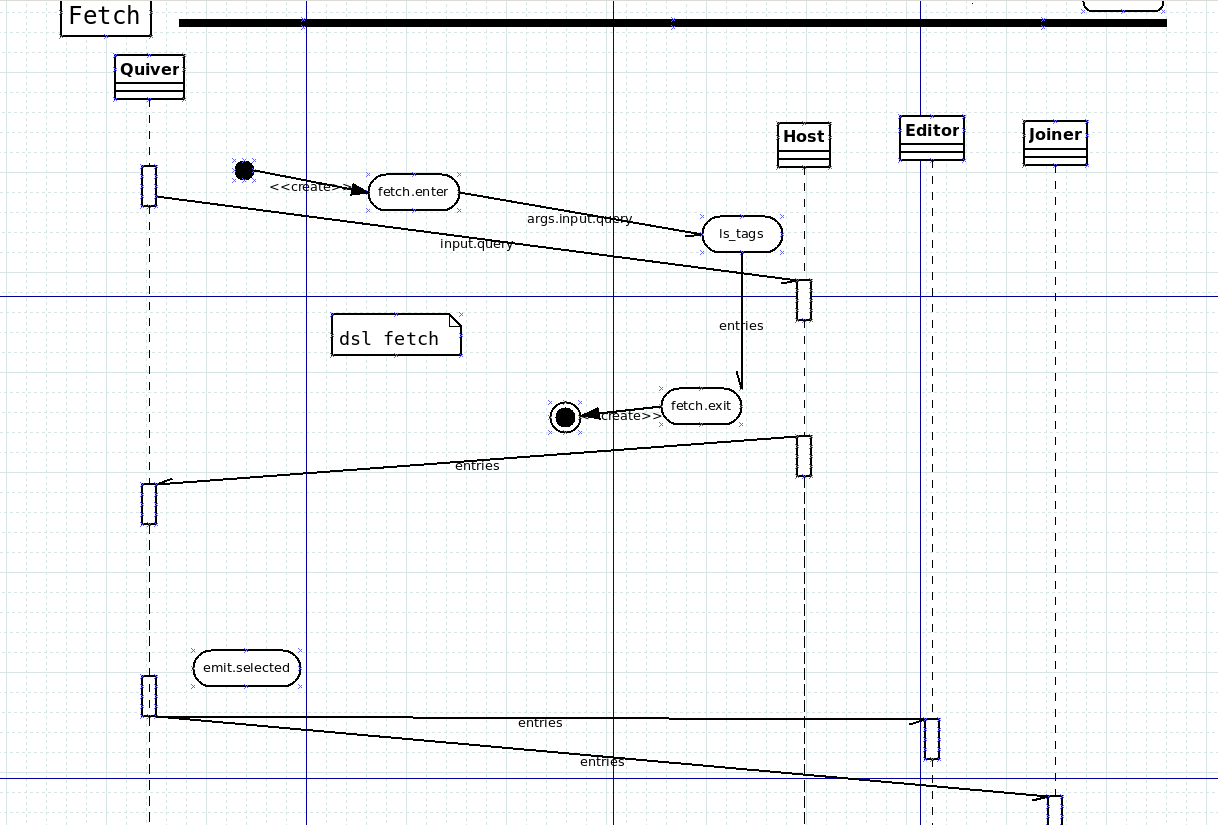 Fetch
Quiver
Host
Editor
Joiner
<<create>>
fetch.enter
args.input.query
ls_tags
input.query
entries
dsl fetch
fetch.exit
<<create>>
entries
emit.selected
entries
entries